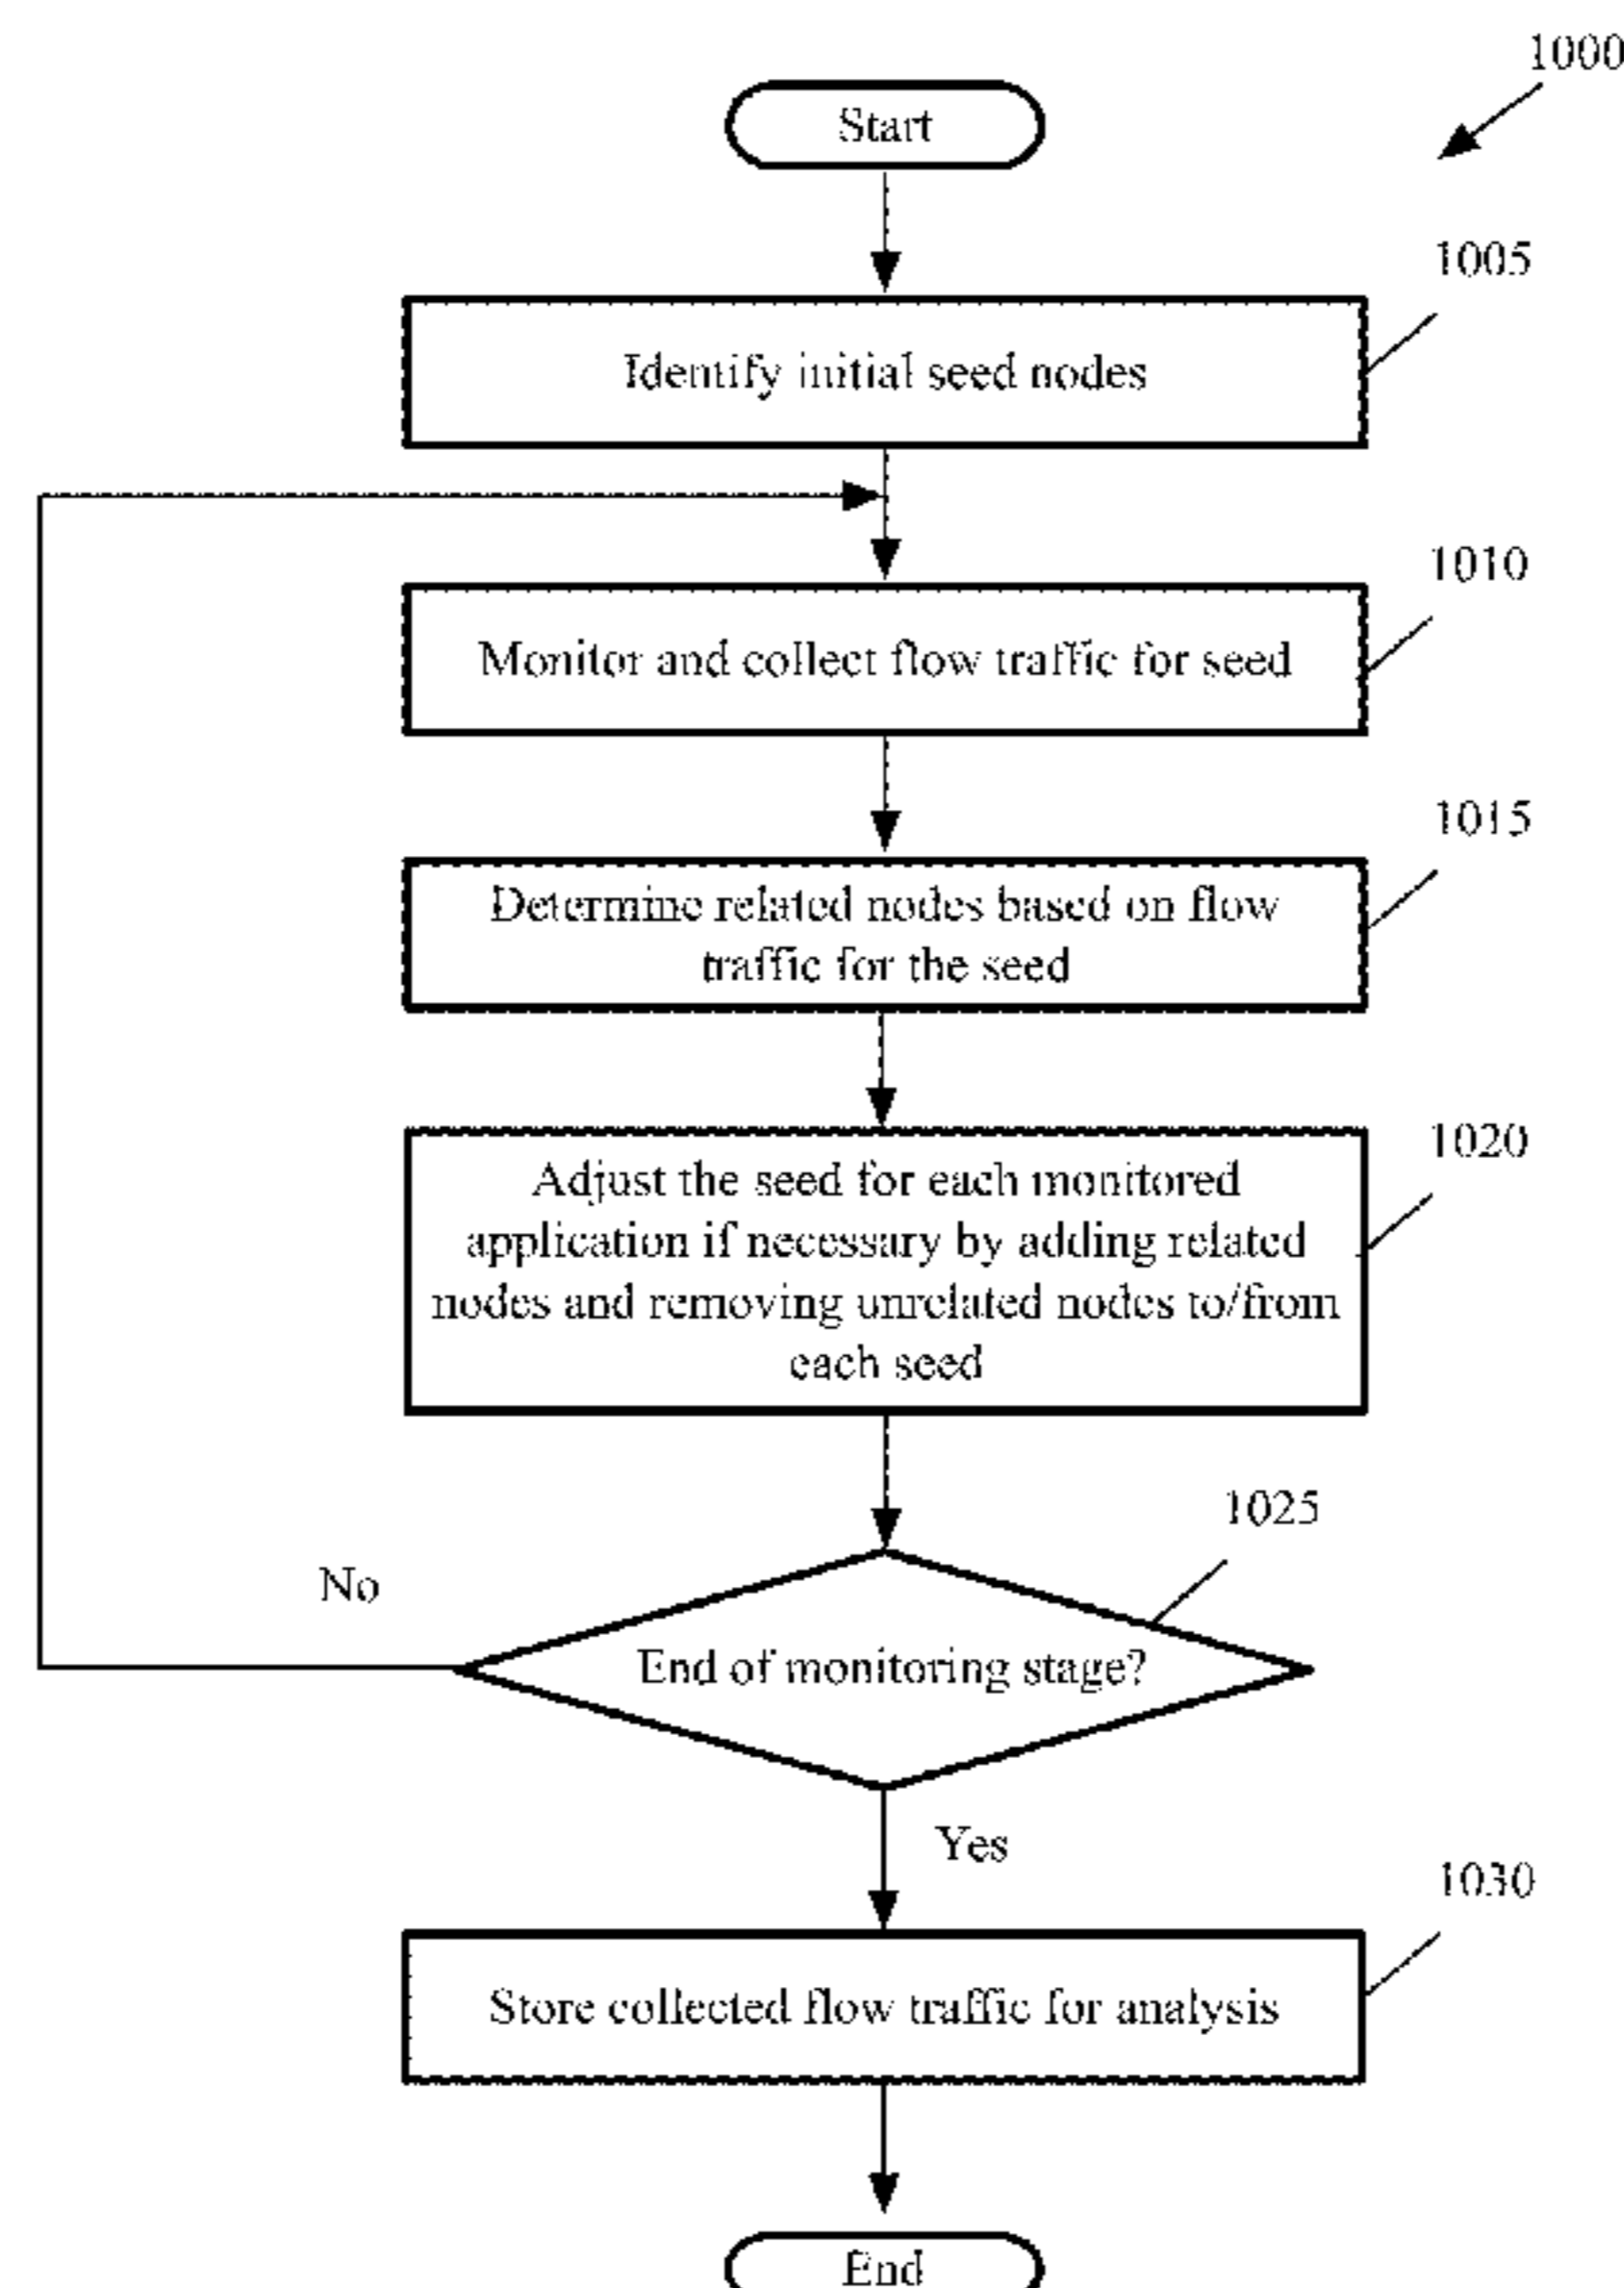 1000
Start
1005
Identify initial seed nodes
1010
Monitor and collect flow traffic for seed
1015
Determine related nodes based on flow
traffic for the seed
1020
Adjust the seed for each monitored
application if necessary by adding related
nodes and removing unrelated nodes to/from
each seed
1025
No
End of monitoring stage?
Yes
1030
Store collected flow traffic for analysis
End